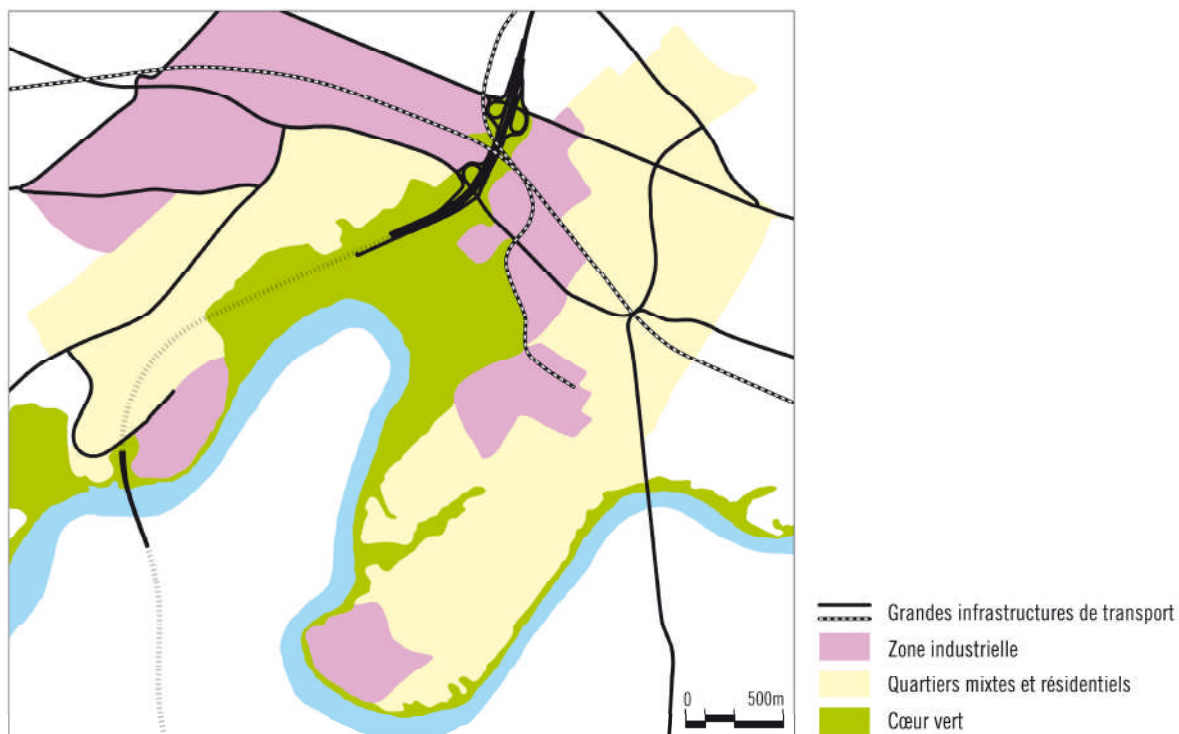 0 500m
Grandes infrastructures de transport
Zone industrielle
Quartiers mixtes et résidentiels
Cœur vert